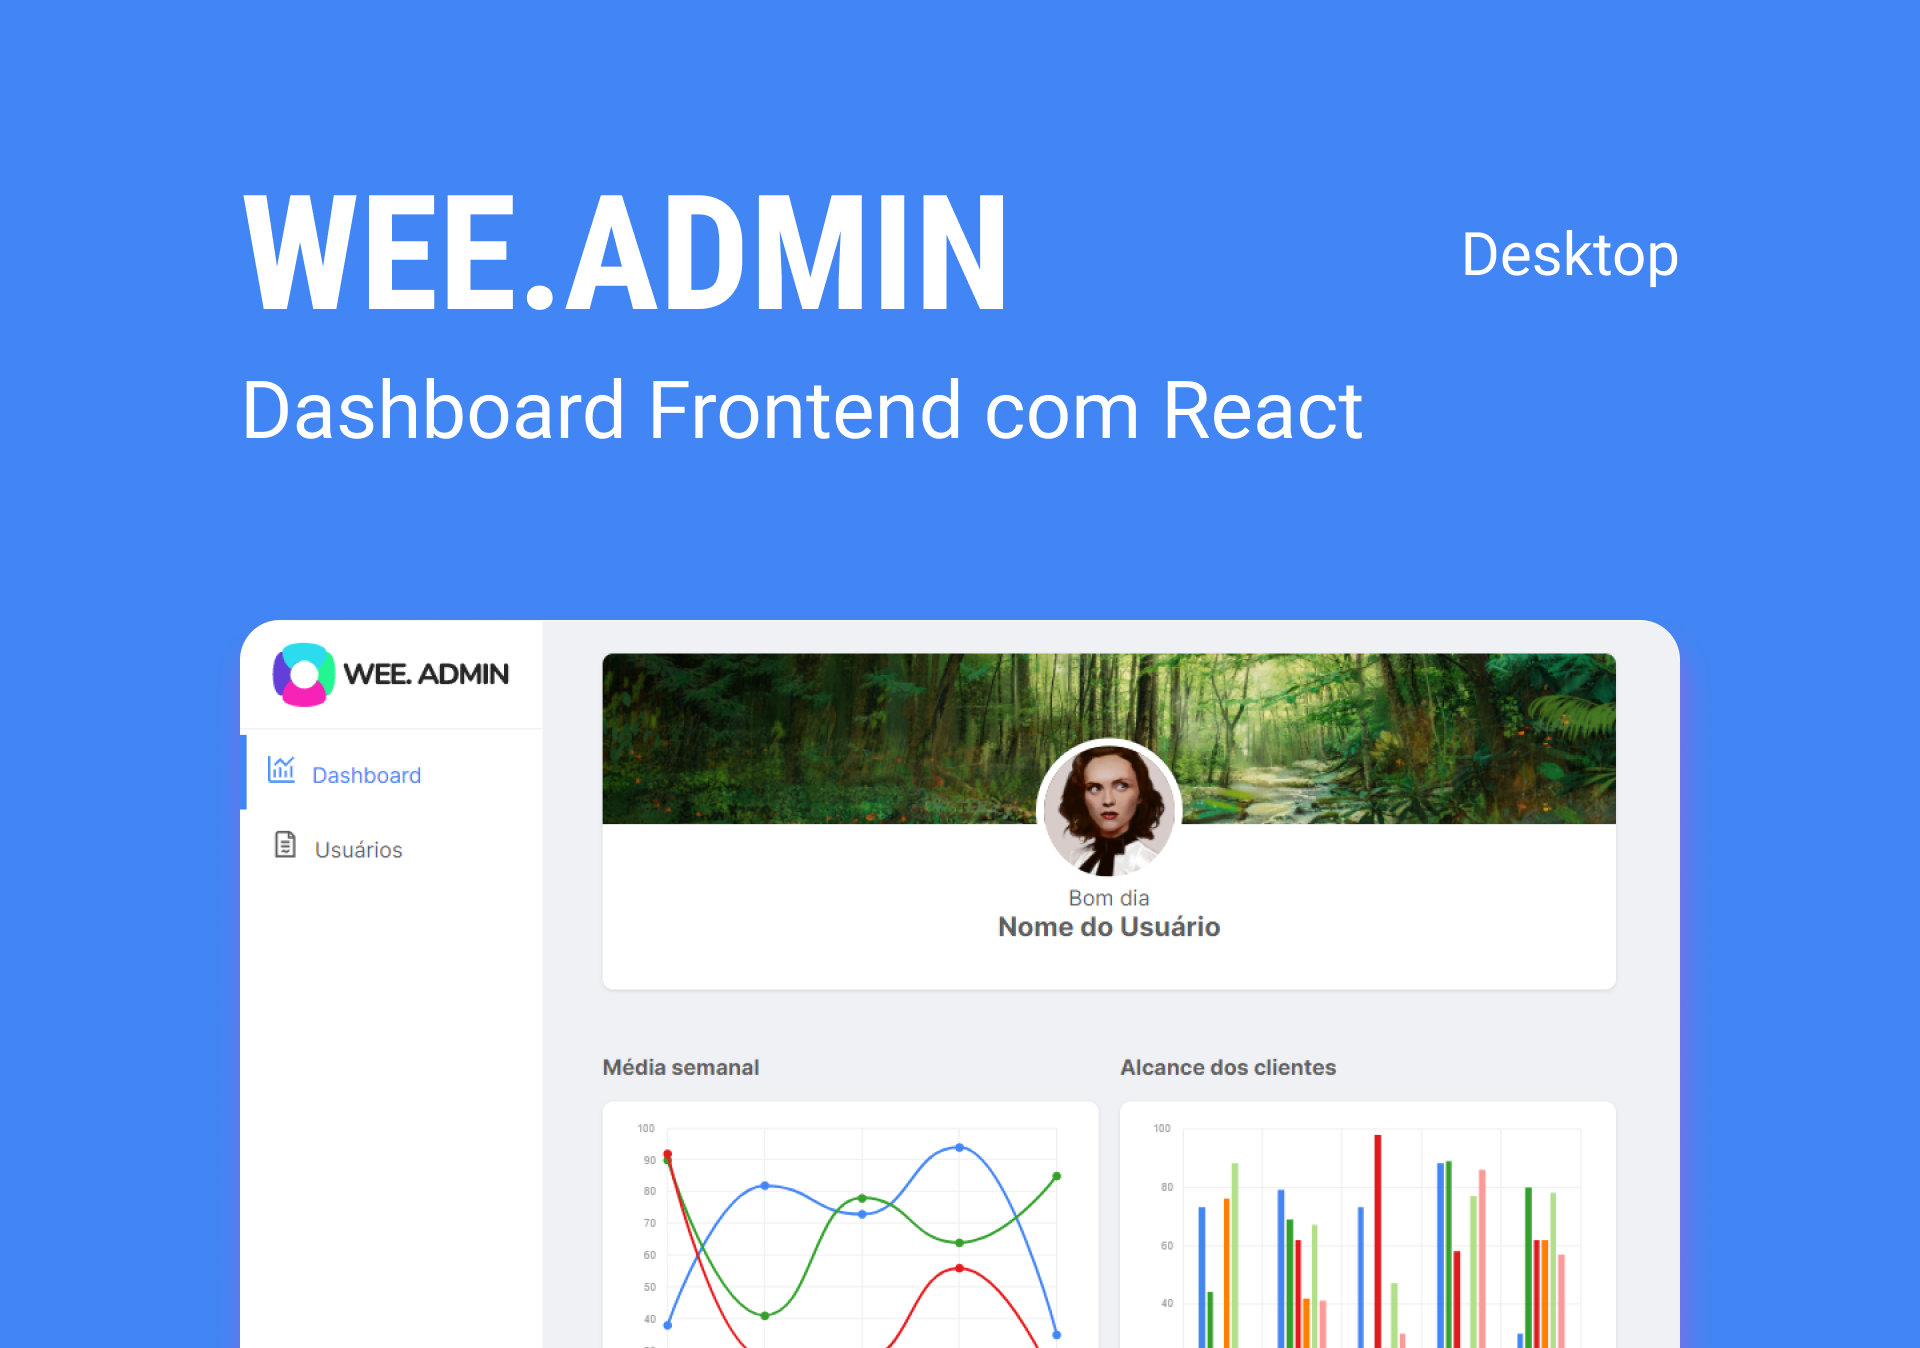 WEE.ADMIN
Desktop
Dashboard Frontend com React
WEE. ADMIN
Dashboard
Usuários
Bom dia
Nome do Usuário
Média semanal
100
90
80
70
60
50
40
Alcance dos clientes
100
80
60
40